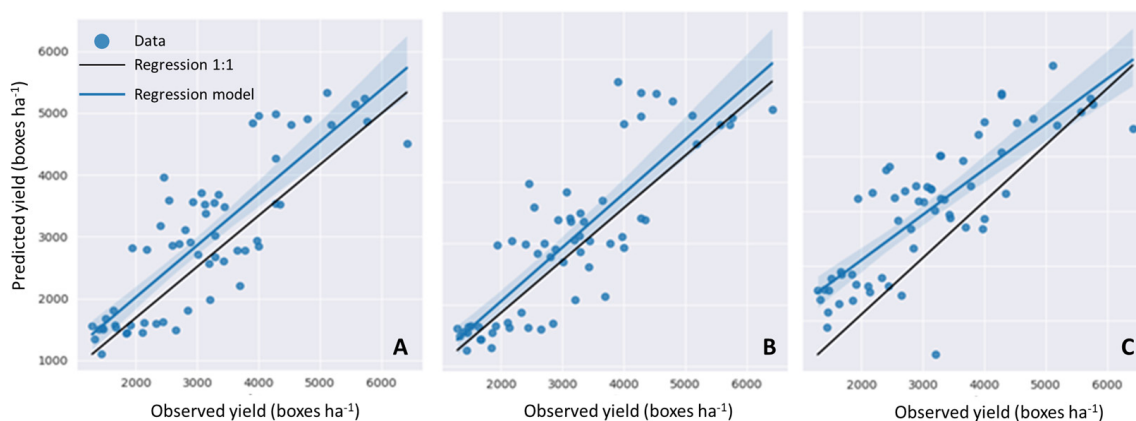 6000
5000
4000
3000
2000
1000
Predicted yield (boxes ha-1)
Data
Regression 1:1
Regression model
A
B
C
2000 3000 4000 5000 6000
2000 3000 4000 5000 6000
2000 3000 4000 5000 6000
Observed yield (boxes ha-1)
Observed yield (boxes ha-1)
Observed yield (boxes ha-1)